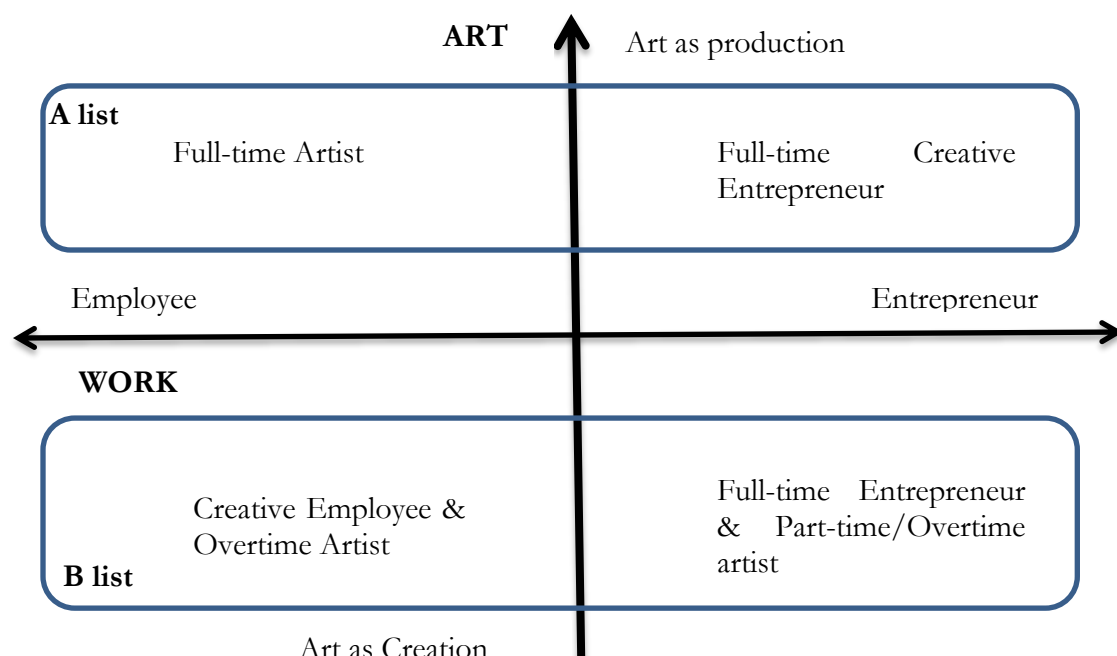 ART
Art as production
A list
Full-time Artist
Full-time Creative
Entrepreneur
Employee
Entrepreneur
WORK
Creative Employee &
Overtime Artist
Full-time Entrepreneur
& Part-time/Overtime
artist
B list
Art as Creation